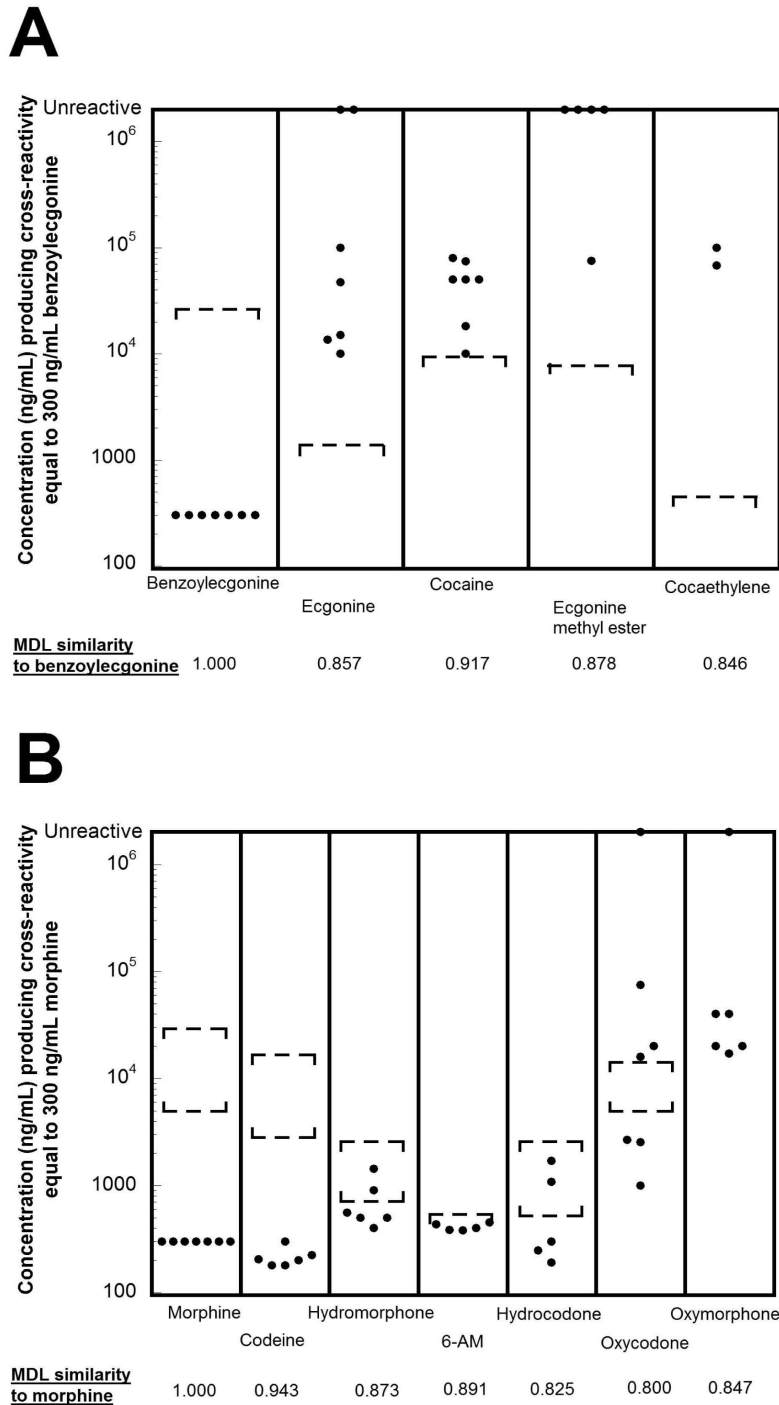 A
Concentration (ng/mL) producing cross-reactivity
equal to 300 ng/mL benzoylecgonine
Unreactive
10^6
10^5
10^4
1000
100
Benzoylecgonine
Ecgonine
Cocaine
Ecgonine
methyl ester
Cocaethylene
MDL similarity
to benzoylecgonine 1.000 0.857 0.917 0.878 0.846
B
Concentration (ng/mL) producing cross-reactivity
equal to 300 ng/mL morphine
Unreactive
10^6
10^5
10^4
1000
100
Morphine
Codeine
Hydromorphone
6-AM
Hydrocodone
Oxycodone
Oxymorphone
MDL similarity
to morphine 1.000 0.943 0.873 0.891 0.825 0.800 0.847